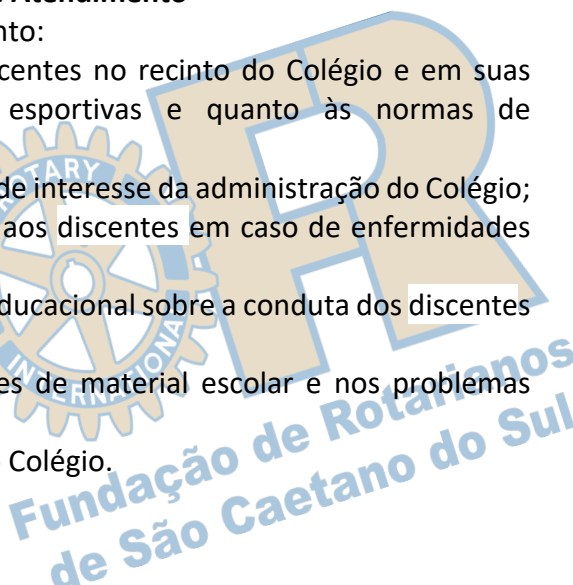 Atendimento
nto:
centes no recinto do Colégio e em suas
esportivas e quanto às normas de
de interesse da administração do Colégio;
aos discentes em caso de enfermidades
ducacional sobre a conduta dos discentes
es de material escolar e nos problemas
Colégio.
ROTARY
INTERNATIONAL
R
Fundação de Rotarianos
de São Caetano do Sul